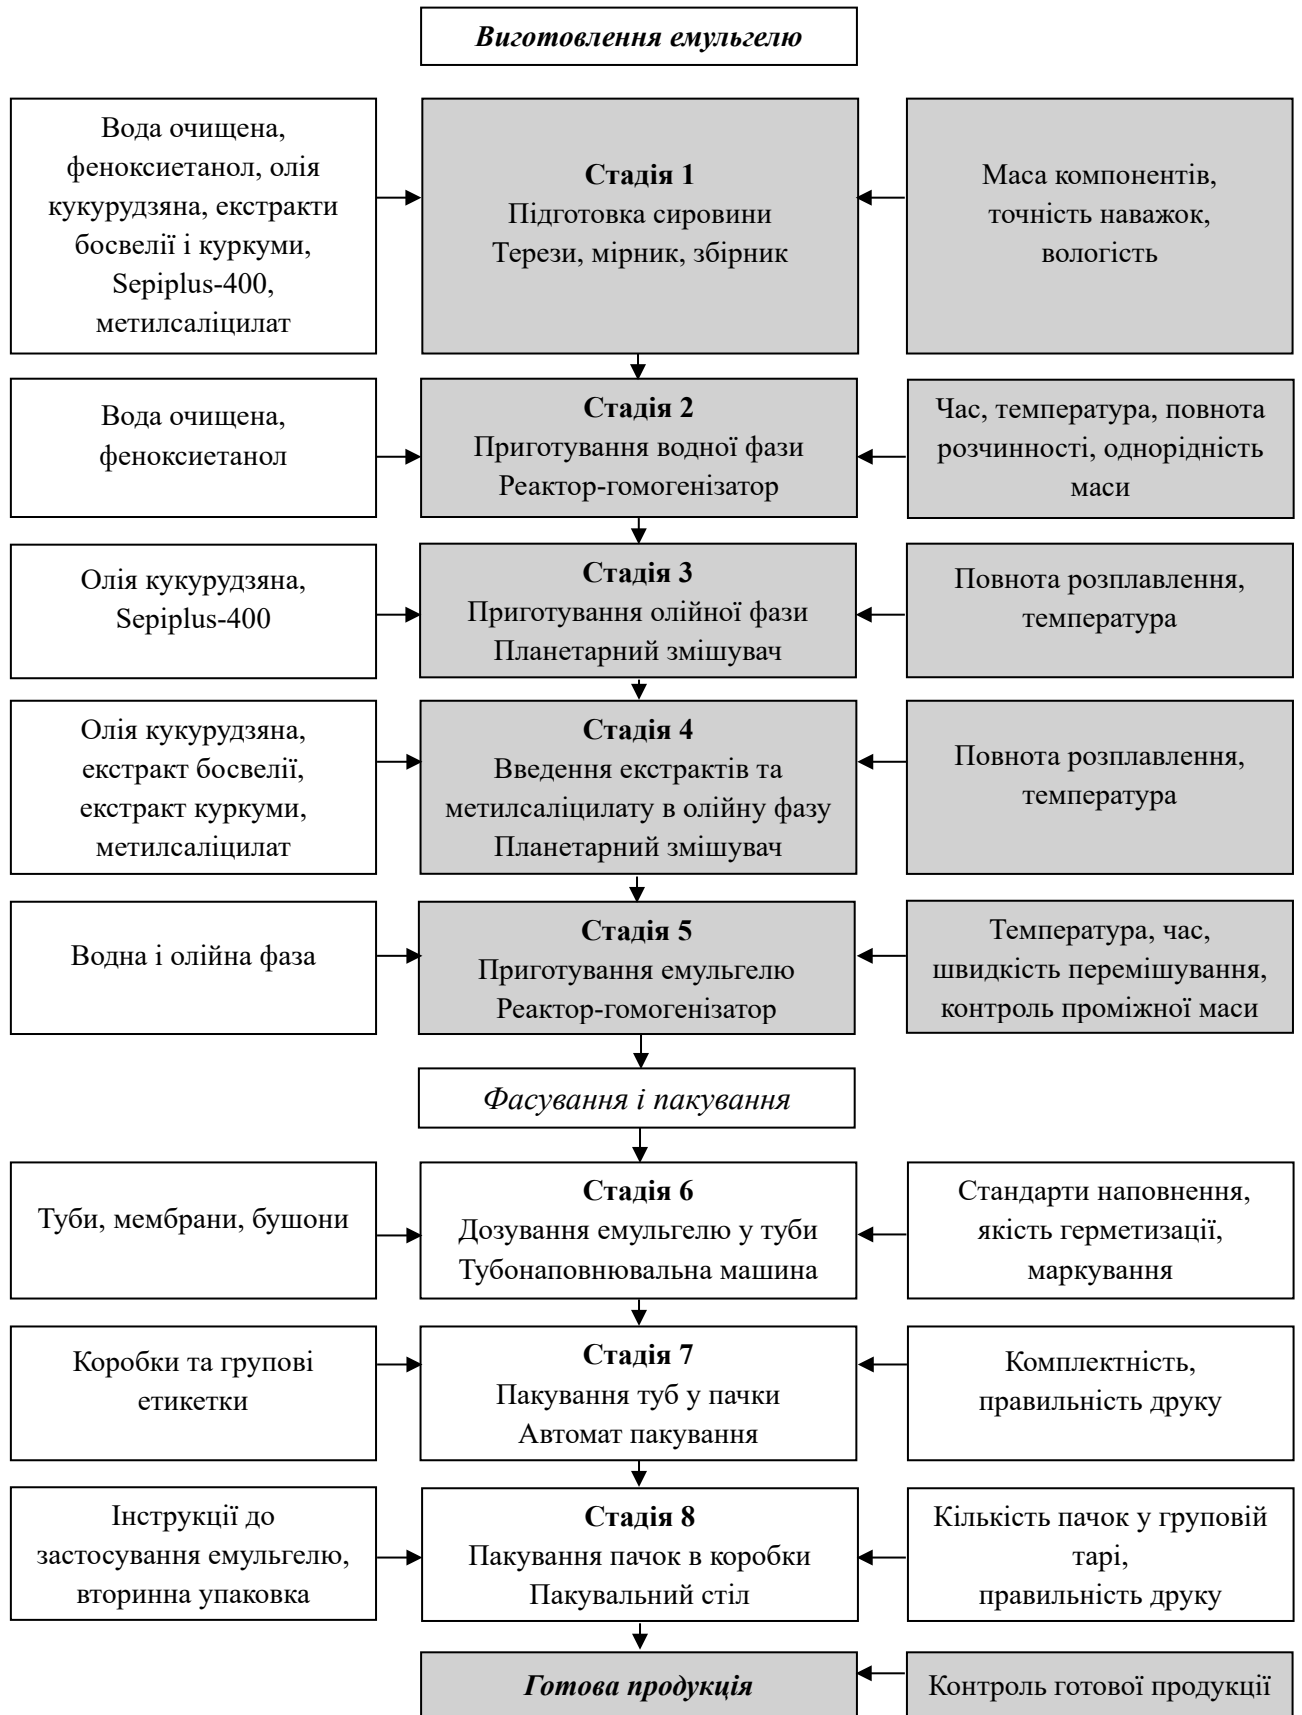 Виготовлення емульгелю
Вода очищена,
феноксиетанол, олія
кукурудзяна, екстракти
босвелії і куркуми,
Sepiplus-400,
метилсаліцилат
Стадія 1
Підготовка сировини
Терези, мірник, збірник
Маса компонентів,
точність наважок,
вологість
Вода очищена,
феноксиетанол
Стадія 2
Приготування водної фази
Реактор-гомогенізатор
Час, температура, повнота
розчинності, однорідність
маси
Олія кукурудзяна,
Sepiplus-400
Стадія 3
Приготування олійної фази
Планетарний змішувач
Повнота розплавлення,
температура
Олія кукурудзяна,
екстракт босвелії,
екстракт куркуми,
метилсаліцилат
Стадія 4
Введення екстрактів та
метилсаліцилату в олійну фазу
Планетарний змішувач
Повнота розплавлення,
температура
Водна і олійна фаза
Стадія 5
Приготування емульгелю
Реактор-гомогенізатор
Температура, час,
швидкість перемішування,
контроль проміжної маси
Фасування і пакування
Туби, мембрани, бушони
Стадія 6
Дозування емульгелю у туби
Тубонаповнювальна машина
Стандарти наповнення,
якість герметизації,
маркування
Коробки та групові
етикетки
Стадія 7
Пакування туб у пачки
Автомат пакування
Комплектність,
правильність друку
Інструкції до
застосування емульгелю,
вторинна упаковка
Стадія 8
Пакування пачок в коробки
Пакувальний стіл
Кількість пачок у груповій
тарі,
правильність друку
Готова продукція
Контроль готової продукції